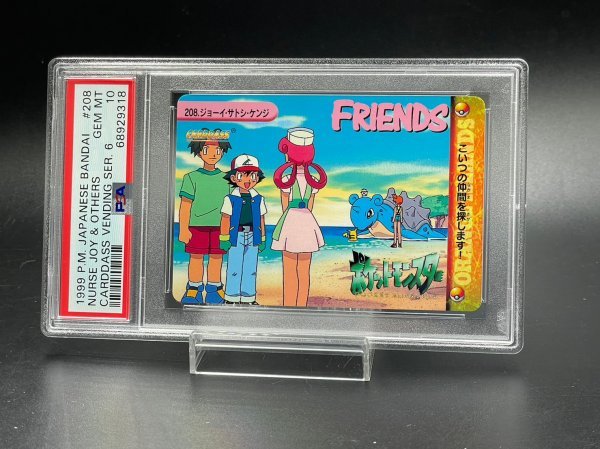 1999 P.M. JAPANESE BANDAI #208
NURSE JOY & OTHERS GEM MT
CARDDASS VENDING SER. 6 10
68929318
PSA
208.ジョーイ・サトシ・ケンジ
CARDDASS
FRIENDS
こいつの仲間を探します!
ポケットモンスター